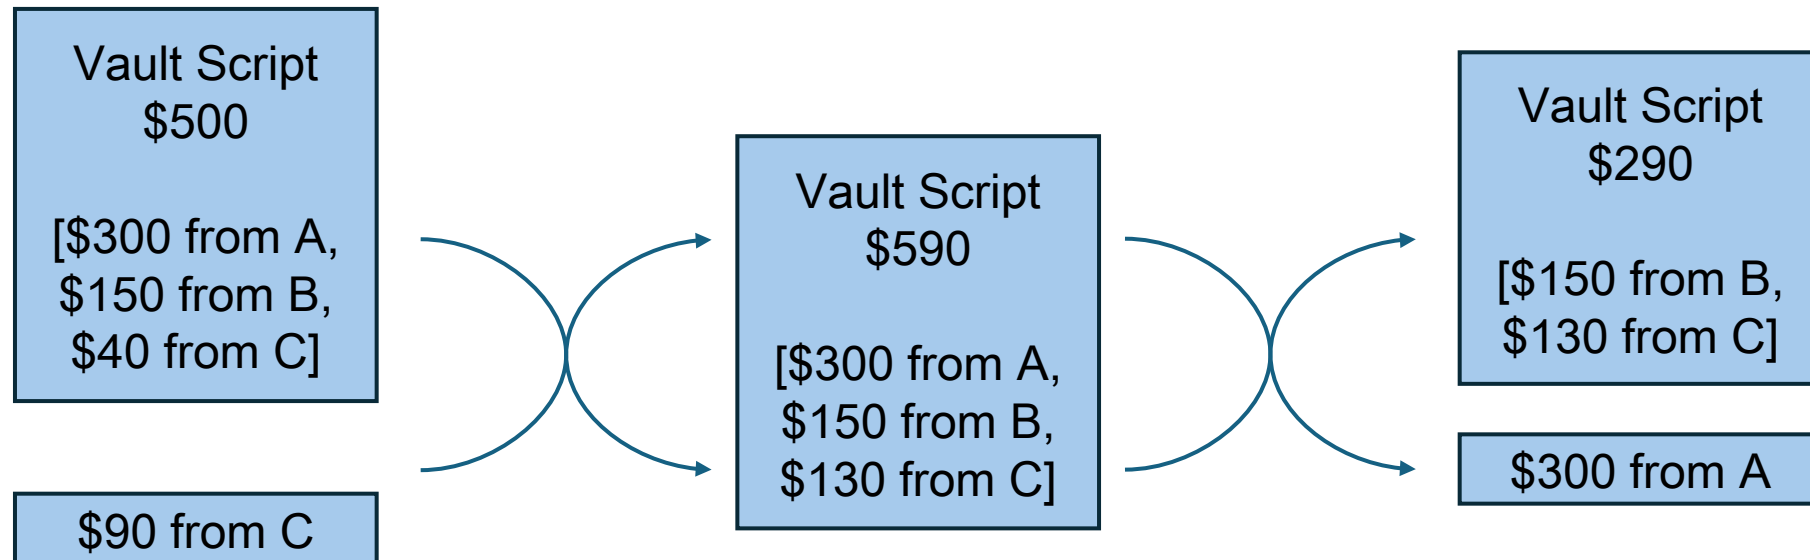 Vault Script
$500
[$300 from A,
$150 from B,
$40 from C]
$90 from C
Vault Script
$590
[$300 from A,
$150 from B,
$130 from C]
Vault Script
$290
[$150 from B,
$130 from C]
$300 from A